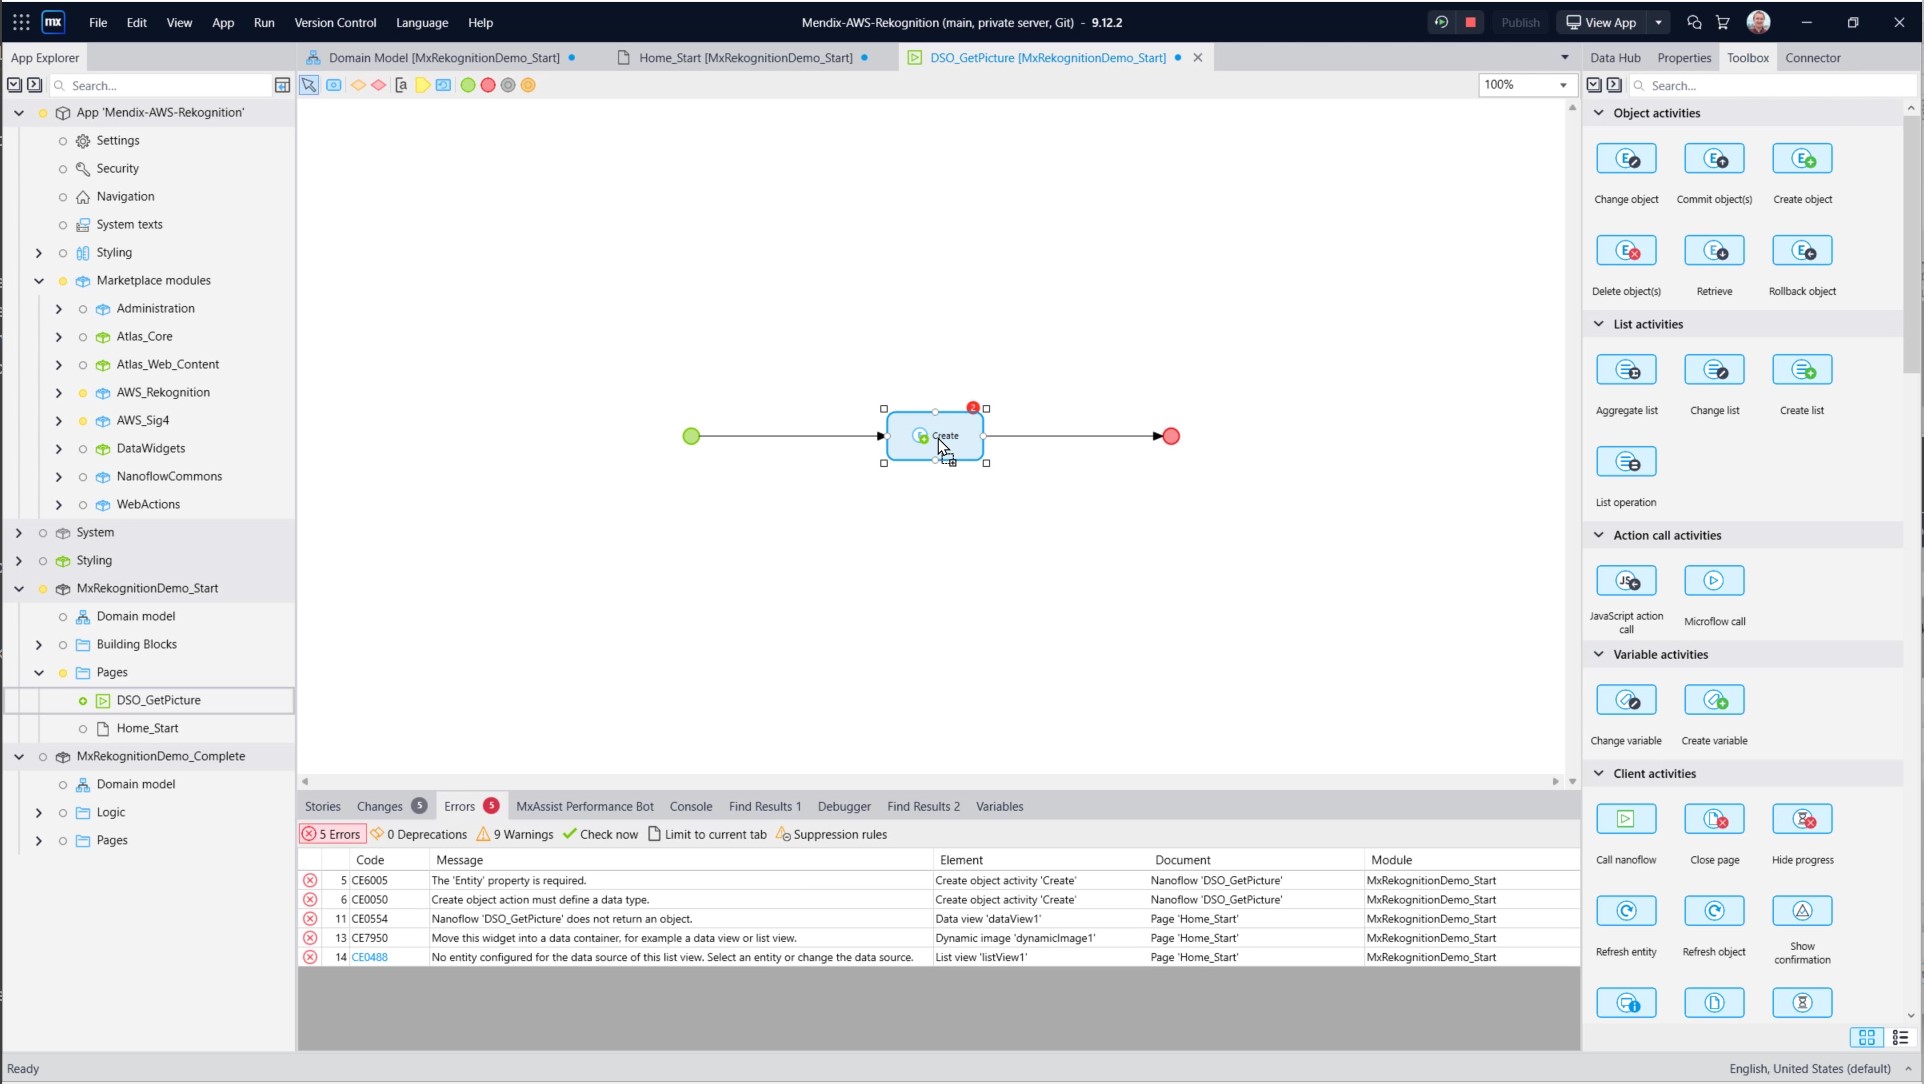 mx File Edit View App Run Version Control Language Help Mendix-AWS-Rekognition (main, private server, Git) - 9.12.2 Publish View App
App Explorer
Domain Model [MxRekognitionDemo_Start] Home_Start [MxRekognitionDemo_Start] DSO_GetPicture [MxRekognitionDemo_Start]
Data Hub Properties Toolbox Connector
Search...
100%
Search...
App 'Mendix-AWS-Rekognition'
Settings
Security
Navigation
System texts
Styling
Marketplace modules
Administration
Atlas_Core
Atlas_Web_Content
AWS_Rekognition
AWS_Sig4
DataWidgets
NanoflowCommons
WebActions
System
Styling
MxRekognitionDemo_Start
Domain model
Building Blocks
Pages
DSO_GetPicture
Home_Start
MxRekognitionDemo_Complete
Domain model
Logic
Pages
2
Create
Object activities
Change object Commit object(s) Create object
Delete object(s) Retrieve Rollback object
List activities
Aggregate list Change list Create list
List operation
Action call activities
JavaScript action call Microflow call
Variable activities
Change variable Create variable
Client activities
Call nanoflow Close page Hide progress
Refresh entity Refresh object Show confirmation
Stories Changes 5 Errors 5 MxAssist Performance Bot Console Find Results 1 Debugger Find Results 2 Variables
5 Errors 0 Deprecations 9 Warnings Check now Limit to current tab Suppression rules
Code Message Element Document Module
5 CE6005 The 'Entity' property is required. Create object activity 'Create' Nanoflow 'DSO_GetPicture' MxRekognitionDemo_Start
6 CE0050 Create object action must define a data type. Create object activity 'Create' Nanoflow 'DSO_GetPicture' MxRekognitionDemo_Start
11 CE0554 Nanoflow 'DSO_GetPicture' does not return an object. Data view 'dataView1' Page 'Home_Start' MxRekognitionDemo_Start
13 CE7950 Move this widget into a data container, for example a data view or list view. Dynamic image 'dynamicImage1' Page 'Home_Start' MxRekognitionDemo_Start
14 CE0488 No entity configured for the data source of this list view. Select an entity or change the data source. List view 'listView1' Page 'Home_Start' MxRekognitionDemo_Start
Ready
English, United States (default)